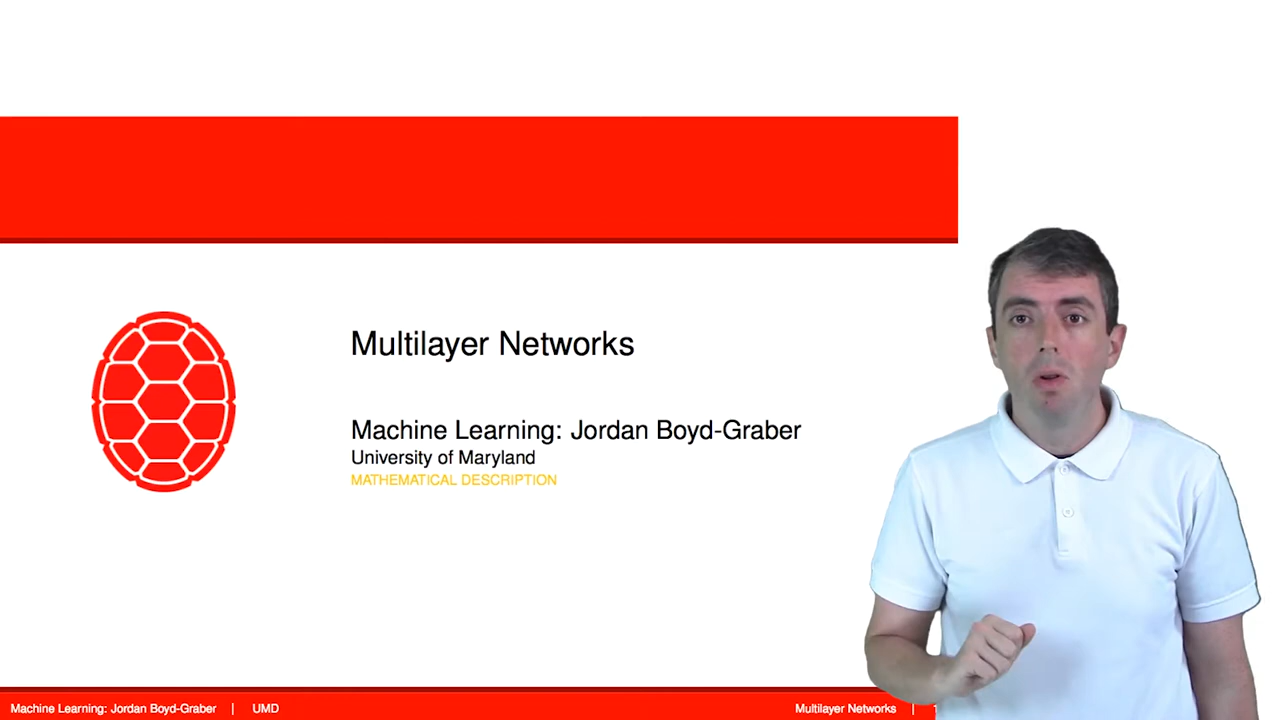 Multilayer Networks
Machine Learning: Jordan Boyd-Graber
University of Maryland
MATHEMATICAL DESCRIPTION
Machine Learning: Jordan Boyd-Graber | UMD
Multilayer Networks |